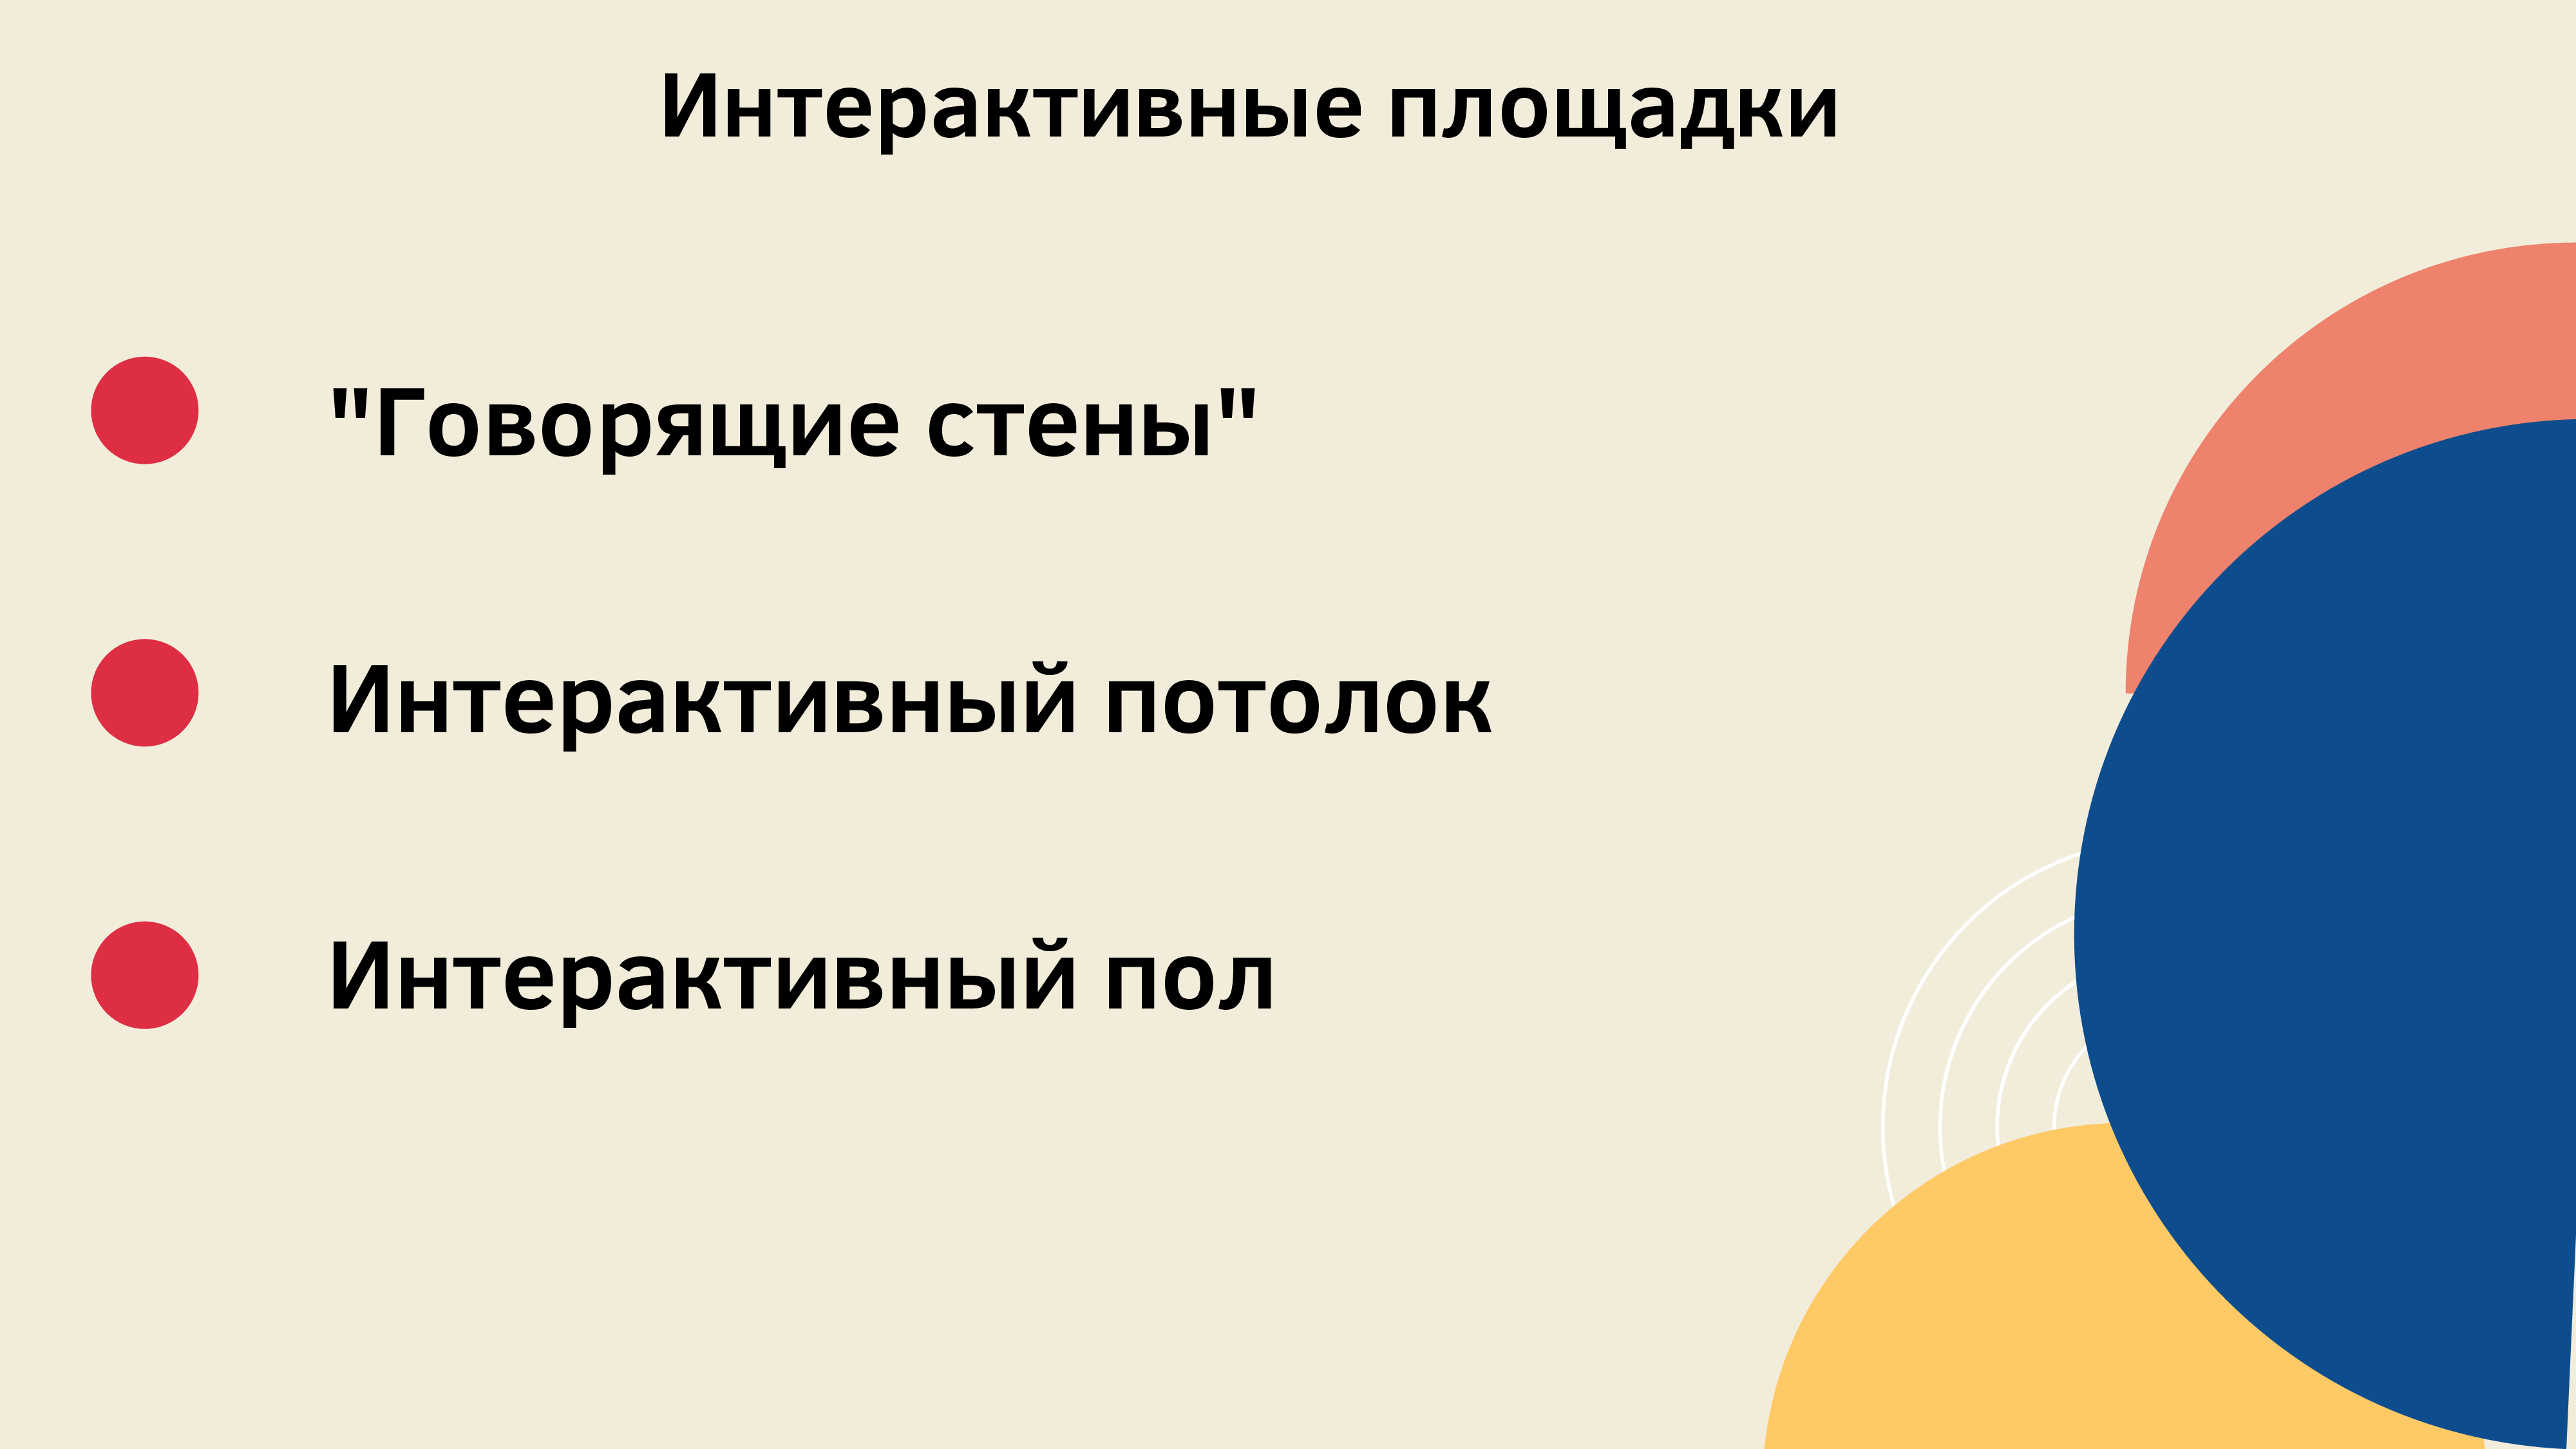 Интерактивные площадки
"Говорящие стены"
Интерактивный потолок
Интерактивный пол